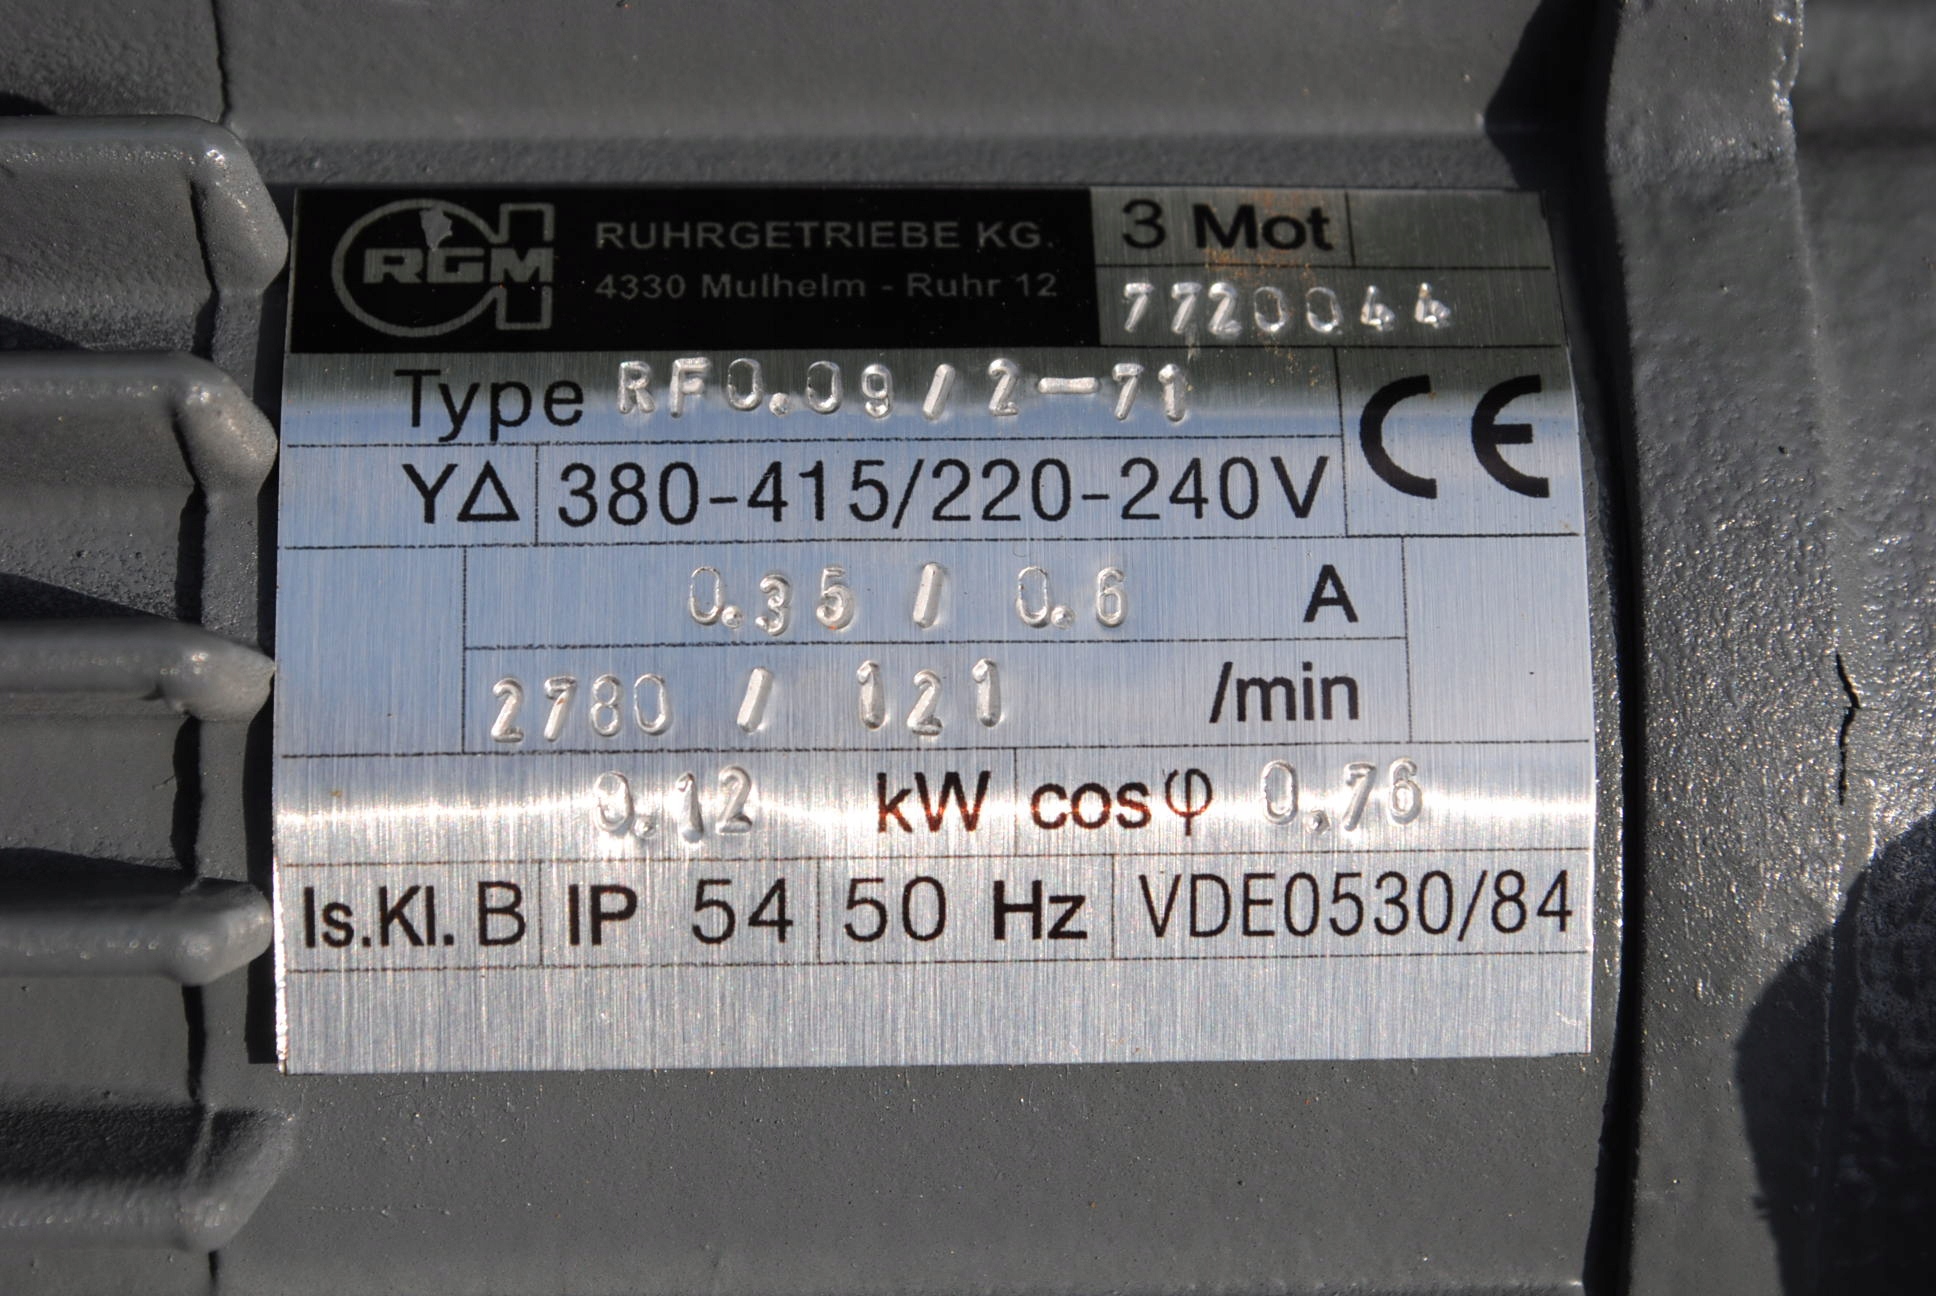 RGM
RUHRGETRIEBE KG.
4330 Mulhelm - Ruhr 12
3 Mot
7720044
Type RF0.09/2-71
CE
Y△ 380-415/220-240V
0.35 / 0.6 A
2780 / 121 /min
0.12 kW cosφ 0.76
Is.Kl. B IP 54 50 Hz VDE0530/84